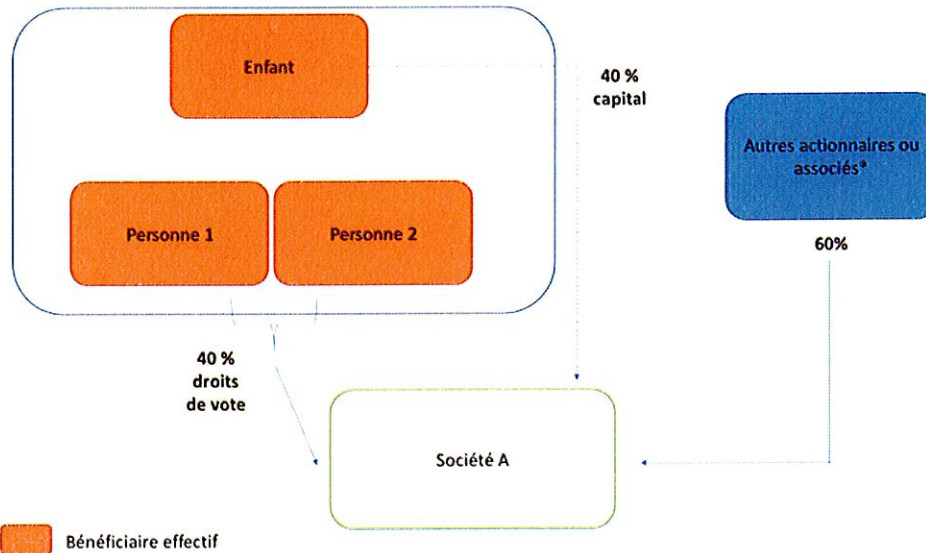 Enfant
40 %
capital
Autres actionnaires ou
associés*
Personne 1
Personne 2
60%
40 %
droits
de vote
Société A
Bénéficiaire effectif